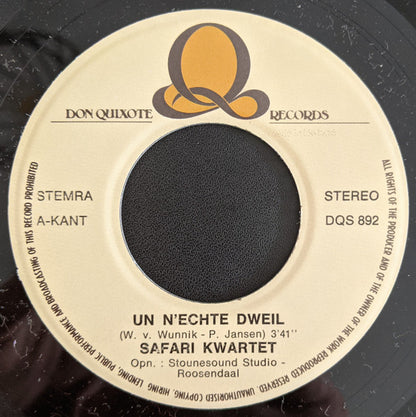 DON QUIXOTE RECORDS
STEMRA
STEREO
A-KANT
DQS 892
UN N'ECHTE DWEIL
(W. v. Wunnik - P. Jansen) 3'41"
SAFARI KWARTET
Opn. : Stounesound Studio -
Roosendaal
ALL RIGHTS OF THE PRODUCER AND OF THE OWNER OF THE WORK REPRODUCED RESERVED. UNAUTHORISED COPYING, HIRING, LENDING, PUBLIC PERFORMANCE AND BROADCASTING OF THIS RECORD PROHIBITED